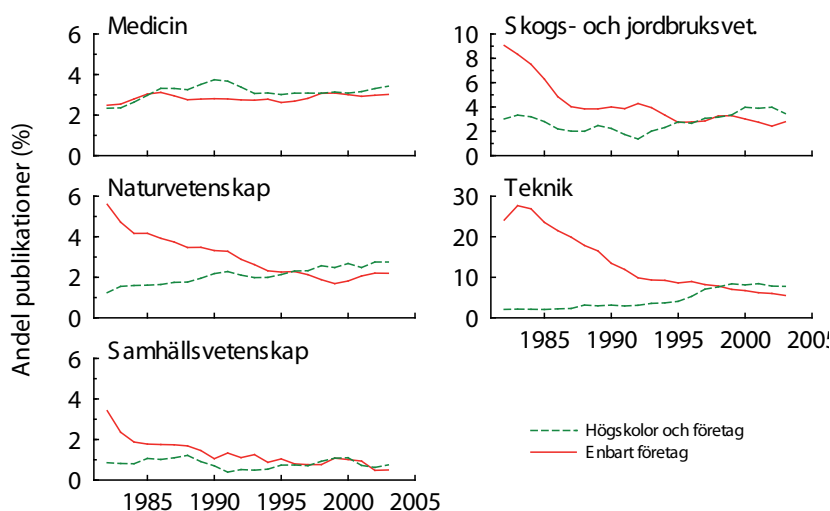 Andel publikationer (%)
Medicin
6
4
2
0
Skogs- och jordbruksvet.
10
8
6
4
2
0
Naturvetenskap
6
4
2
0
Teknik
30
20
10
0
1985 1990 1995 2000 2005
Samhällsvetenskap
6
4
2
0
1985 1990 1995 2000 2005
Högskolor och företag
Enbart företag